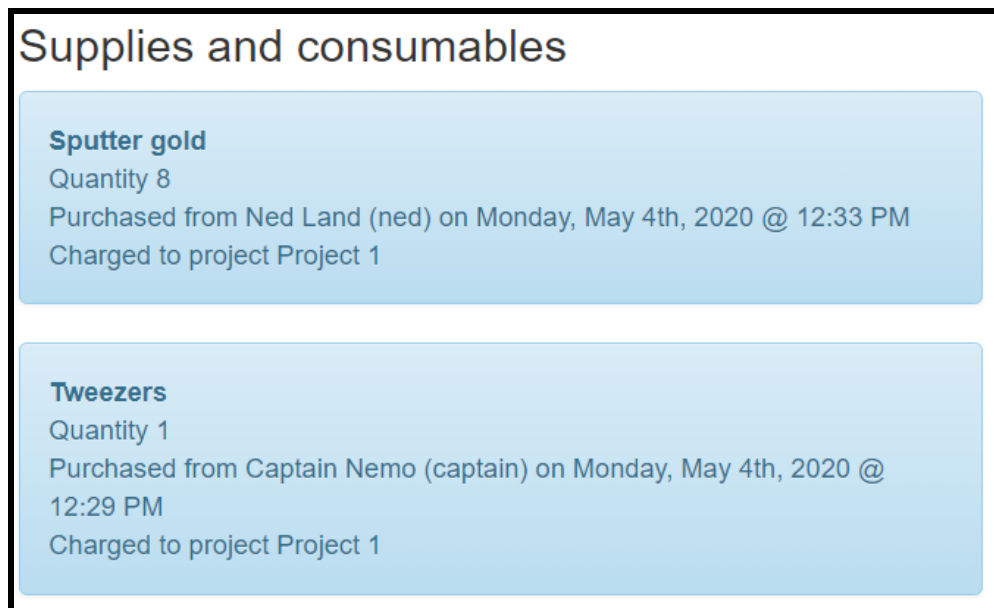 Supplies and consumables
Sputter gold
Quantity 8
Purchased from Ned Land (ned) on Monday, May 4th, 2020 @ 12:33 PM
Charged to project Project 1
Tweezers
Quantity 1
Purchased from Captain Nemo (captain) on Monday, May 4th, 2020 @
12:29 PM
Charged to project Project 1